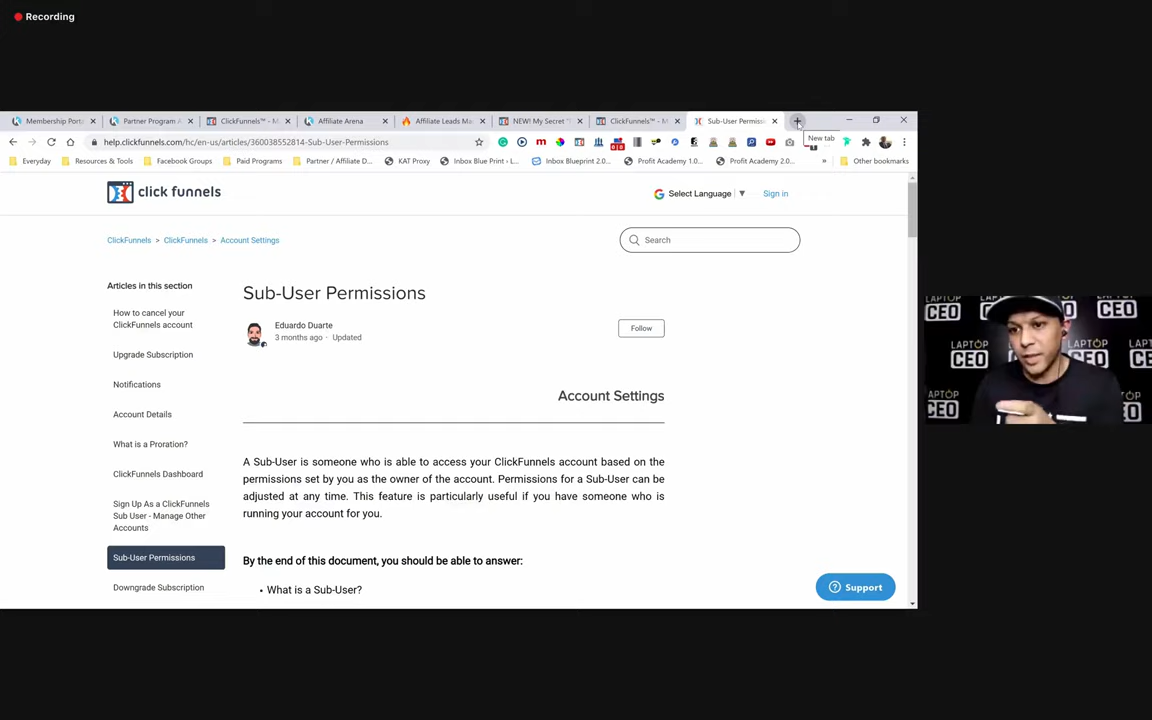 Recording
Membership Port
Partner Program A
ClickFunnels™ - M
Affiliate Arena
Affiliate Leads Ma
NEW! My Secret "
ClickFunnels™ - M
Sub-User Permissi
New tab
help.clickfunnels.com/hc/en-us/articles/360038552814-Sub-User-Permissions
Everyday
Resources & Tools
Facebook Groups
Paid Programs
Partner / Affiliate D...
KAT Proxy
Inbox Blue Print - L...
Inbox Blueprint 2.0...
Profit Academy 1.0...
Profit Academy 2.0...
»
Other bookmarks
click funnels
Select Language
Sign in
ClickFunnels > ClickFunnels > Account Settings
Search
Articles in this section
How to cancel your
ClickFunnels account
Upgrade Subscription
Notifications
Account Details
What is a Proration?
ClickFunnels Dashboard
Sign Up As a ClickFunnels
Sub User - Manage Other
Accounts
Sub-User Permissions
Downgrade Subscription
Sub-User Permissions
Eduardo Duarte
3 months ago · Updated
Follow
Account Settings
A Sub-User is someone who is able to access your ClickFunnels account based on the
permissions set by you as the owner of the account. Permissions for a Sub-User can be
adjusted at any time. This feature is particularly useful if you have someone who is
running your account for you.
By the end of this document, you should be able to answer:
• What is a Sub-User?
Support
LAPTOP
CEO
LAPTOP
CEO
LAPTOP
CEO